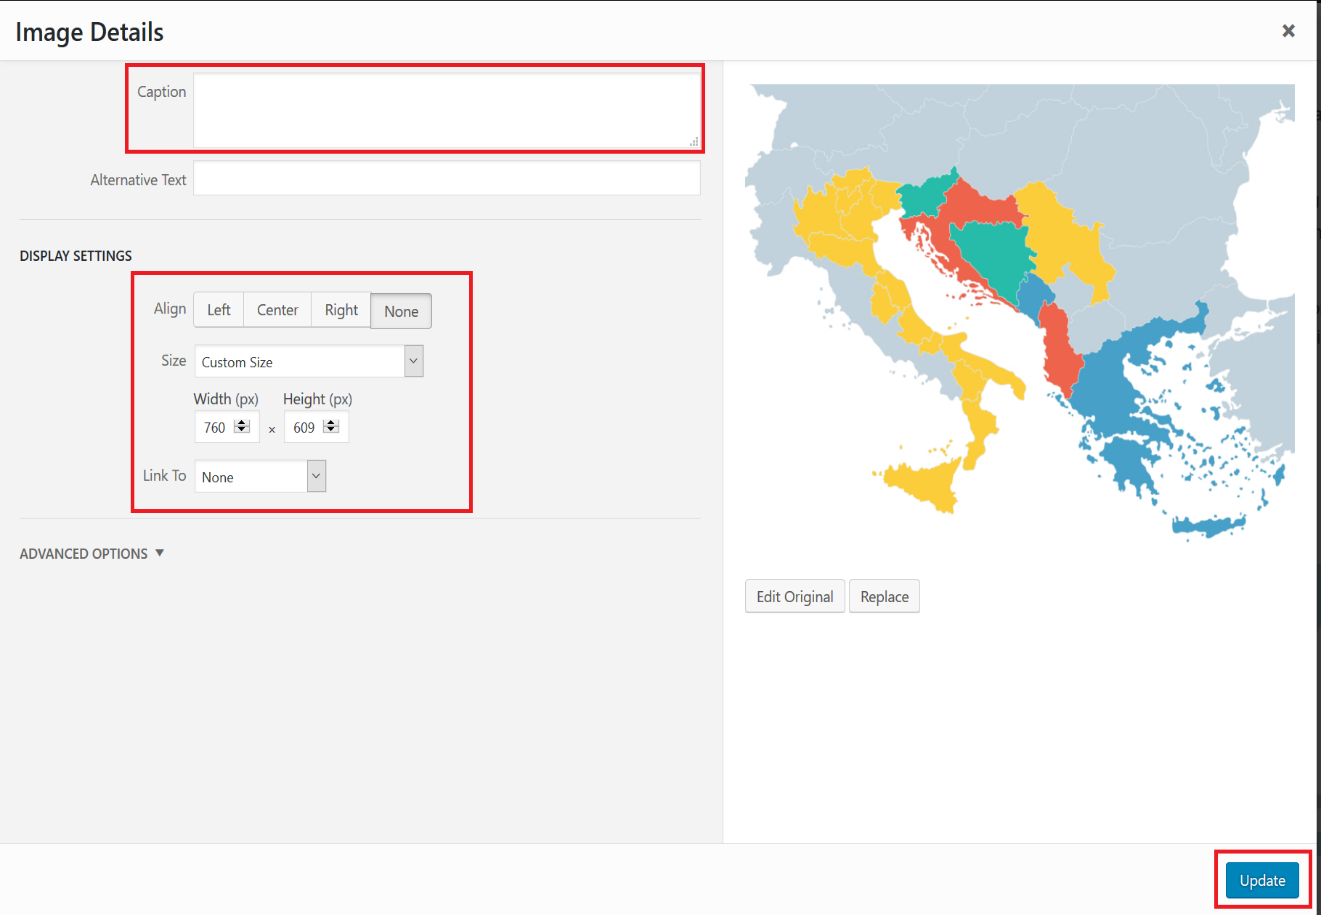 Image Details
Caption
Alternative Text
DISPLAY SETTINGS
Align Left Center Right None
Size Custom Size
Width (px) Height (px)
760 × 609
Link To None
ADVANCED OPTIONS
Edit Original Replace
Update